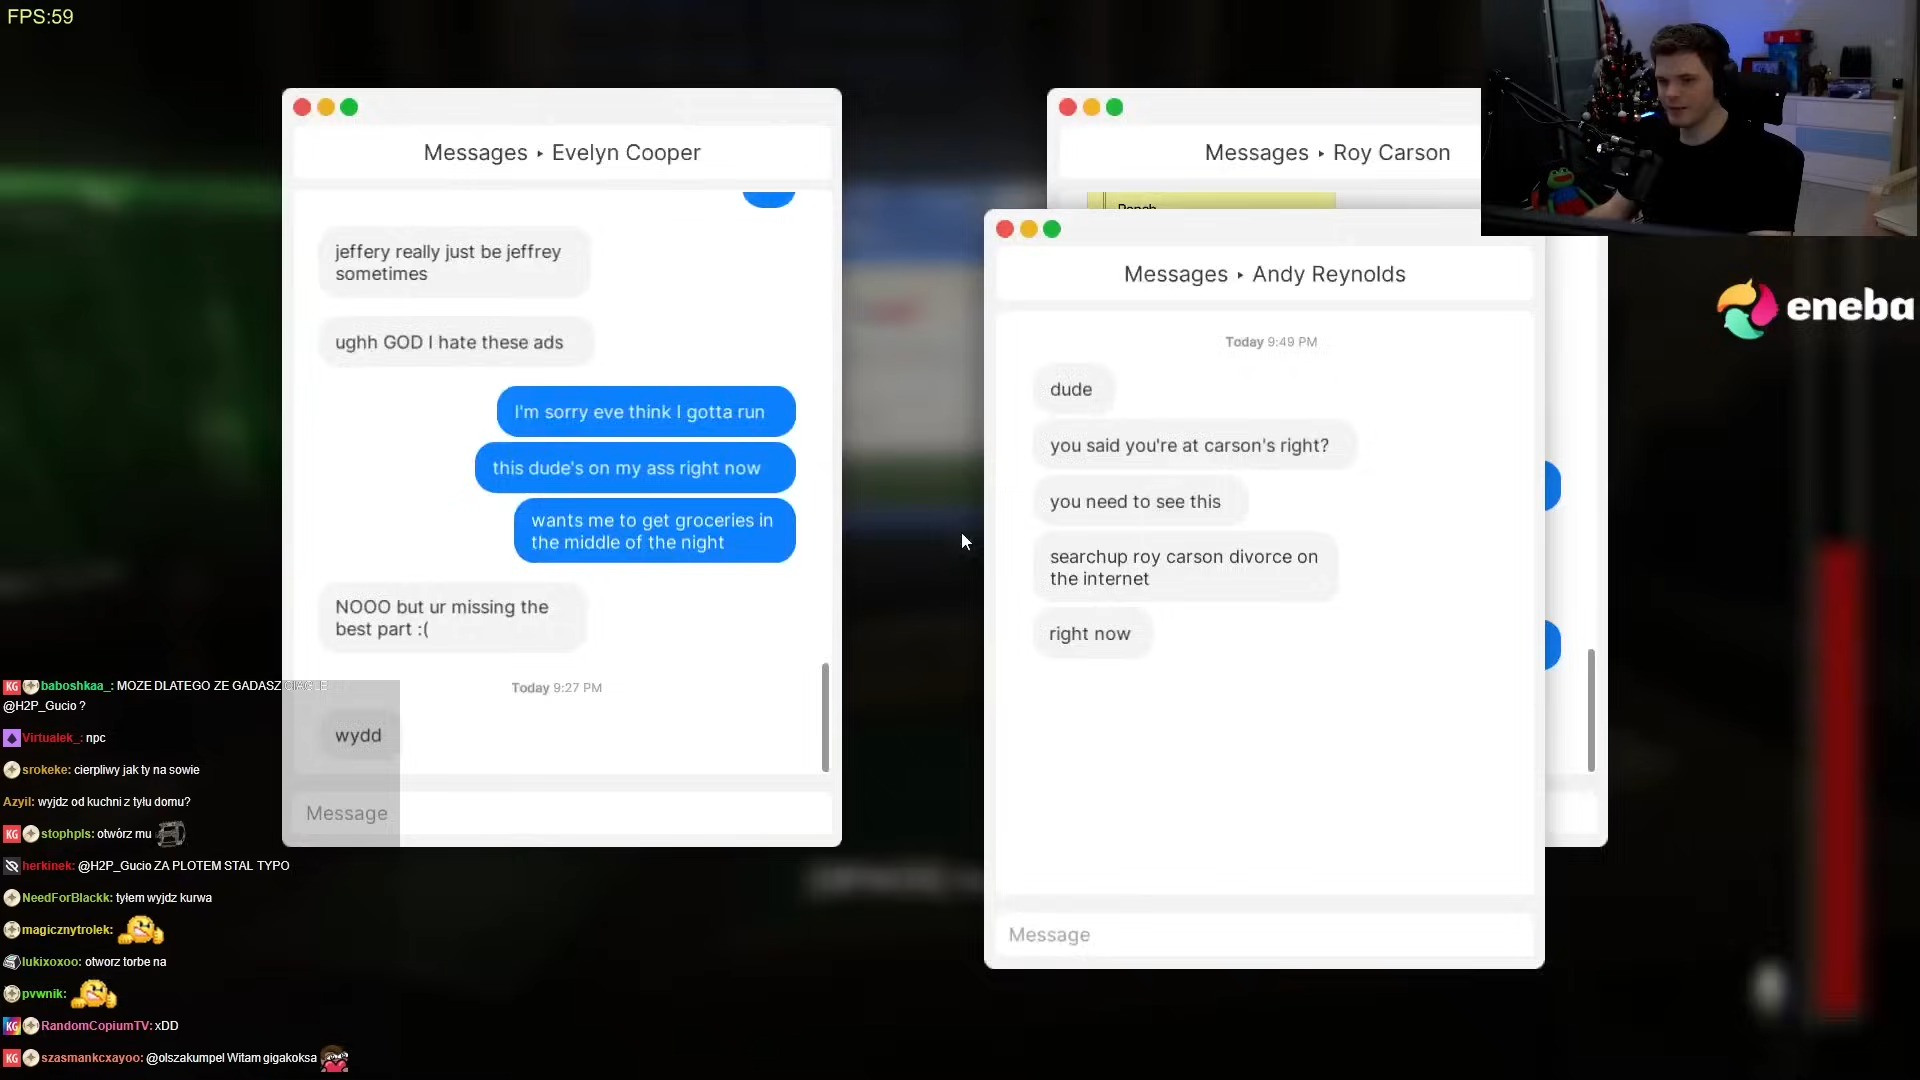 FPS:59
Messages ‣ Evelyn Cooper
jeffery really just be jeffrey
sometimes
ughh GOD I hate these ads
I'm sorry eve think I gotta run
this dude's on my ass right now
wants me to get groceries in
the middle of the night
NOOO but ur missing the
best part :(
Today 9:27 PM
wydd
Message
Messages ‣ Roy Carson
Messages ‣ Andy Reynolds
Today 9:49 PM
dude
you said you're at carson's right?
you need to see this
searchup roy carson divorce on
the internet
right now
Message
eneba
KG baboshkaa_: MOZE DLATEGO ZE GADASZ CIAGLE
@H2P_Gucio ?
Virtualek_: npc
srokeke: cierpliwy jak ty na sowie
Azyil: wyjdz od kuchni z tyłu domu?
KG stophpls: otwórz mu
herkinek: @H2P_Gucio ZA PLOTEM STAL TYPO
NeedForBlackk: tyłem wyjdz kurwa
magicznytrolek:
lukixoxoo: otworz torbe na
pvwnik:
KG RandomCopiumTV: xDD
KG szasmankcxayoo: @olszakumpel Witam gigakoksa